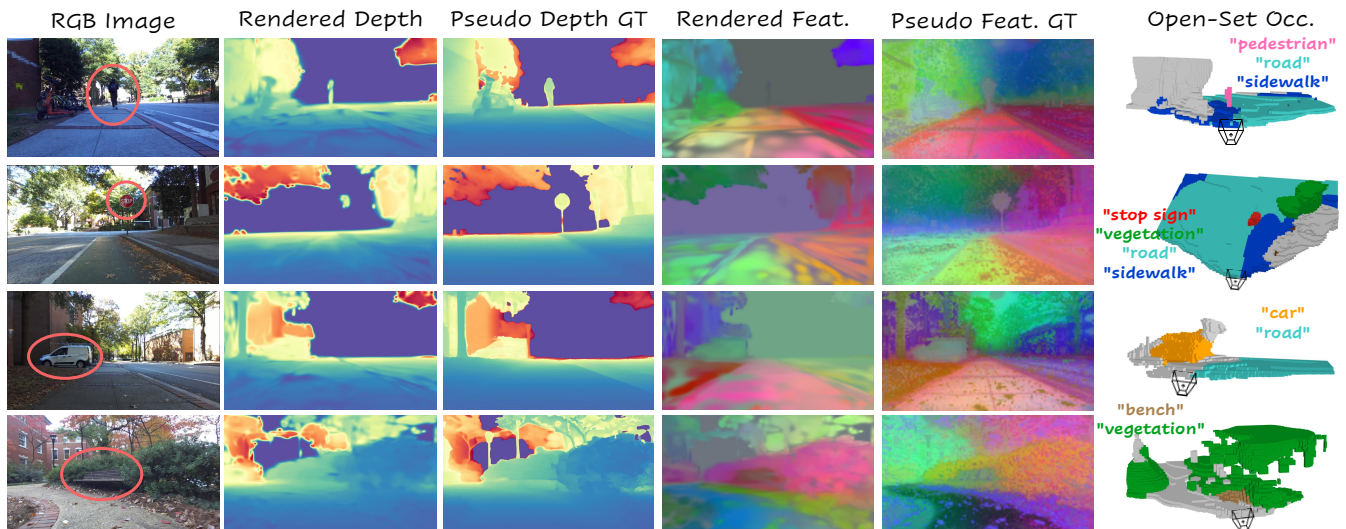 RGB Image
Rendered Depth
Pseudo Depth GT
Rendered Feat.
Pseudo Feat. GT
Open-Set Occ.
"pedestrian"
"road"
"sidewalk"
"stop sign"
"vegetation"
"road"
"sidewalk"
"car"
"road"
"bench"
"vegetation"